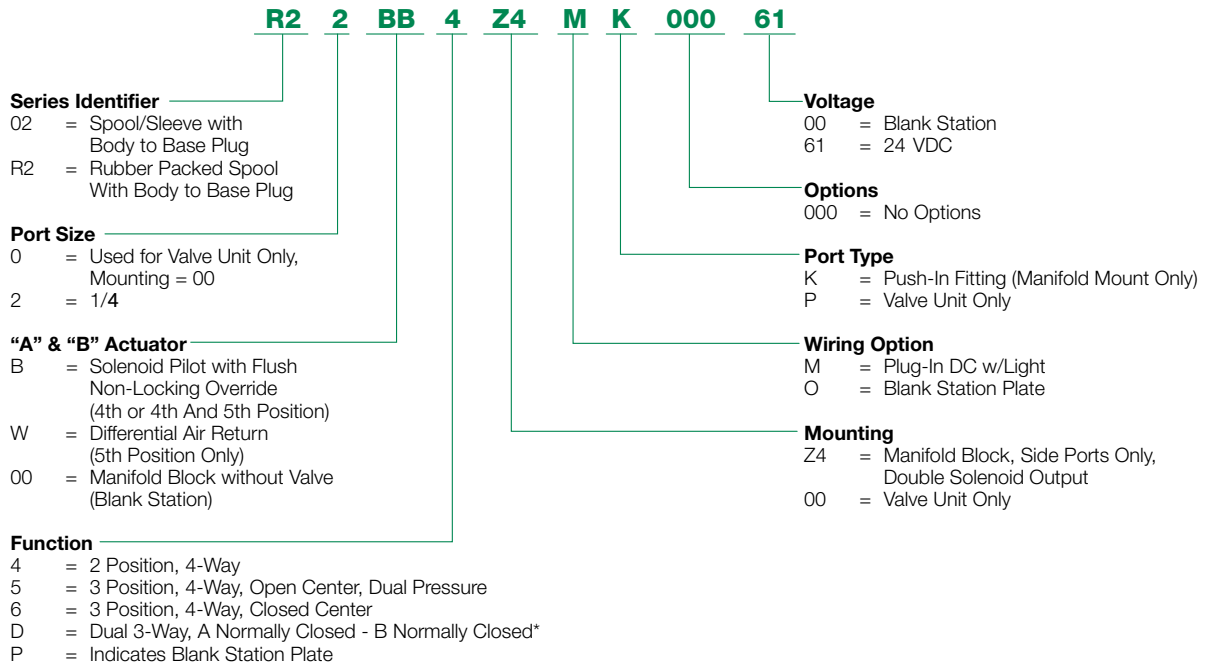 R2 2 BB 4 Z4 M K 000 61
Series Identifier
02 = Spool/Sleeve with
Body to Base Plug
R2 = Rubber Packed Spool
With Body to Base Plug
Port Size
0 = Used for Valve Unit Only,
Mounting = 00
2 = 1/4
"A" & "B" Actuator
B = Solenoid Pilot with Flush
Non-Locking Override
(4th or 4th And 5th Position)
W = Differential Air Return
(5th Position Only)
00 = Manifold Block without Valve
(Blank Station)
Function
4 = 2 Position, 4-Way
5 = 3 Position, 4-Way, Open Center, Dual Pressure
6 = 3 Position, 4-Way, Closed Center
D = Dual 3-Way, A Normally Closed - B Normally Closed*
P = Indicates Blank Station Plate
Voltage
00 = Blank Station
61 = 24 VDC
Options
000 = No Options
Port Type
K = Push-In Fitting (Manifold Mount Only)
P = Valve Unit Only
Wiring Option
M = Plug-In DC w/Light
O = Blank Station Plate
Mounting
Z4 = Manifold Block, Side Ports Only,
Double Solenoid Output
00 = Valve Unit Only